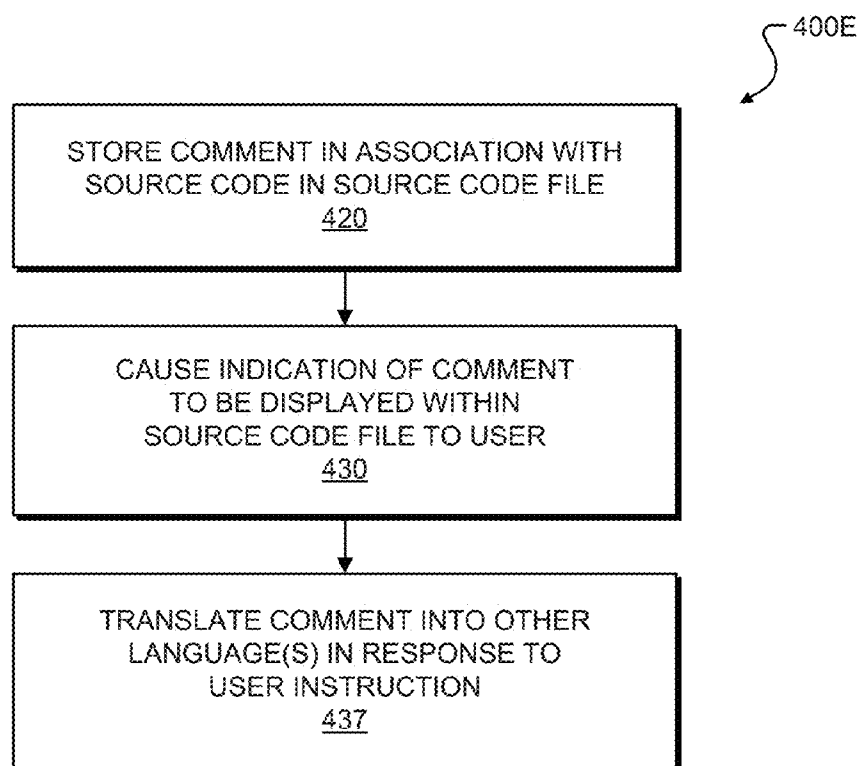 400E
STORE COMMENT IN ASSOCIATION WITH
SOURCE CODE IN SOURCE CODE FILE
420
CAUSE INDICATION OF COMMENT
TO BE DISPLAYED WITHIN
SOURCE CODE FILE TO USER
430
TRANSLATE COMMENT INTO OTHER
LANGUAGE(S) IN RESPONSE TO
USER INSTRUCTION
437